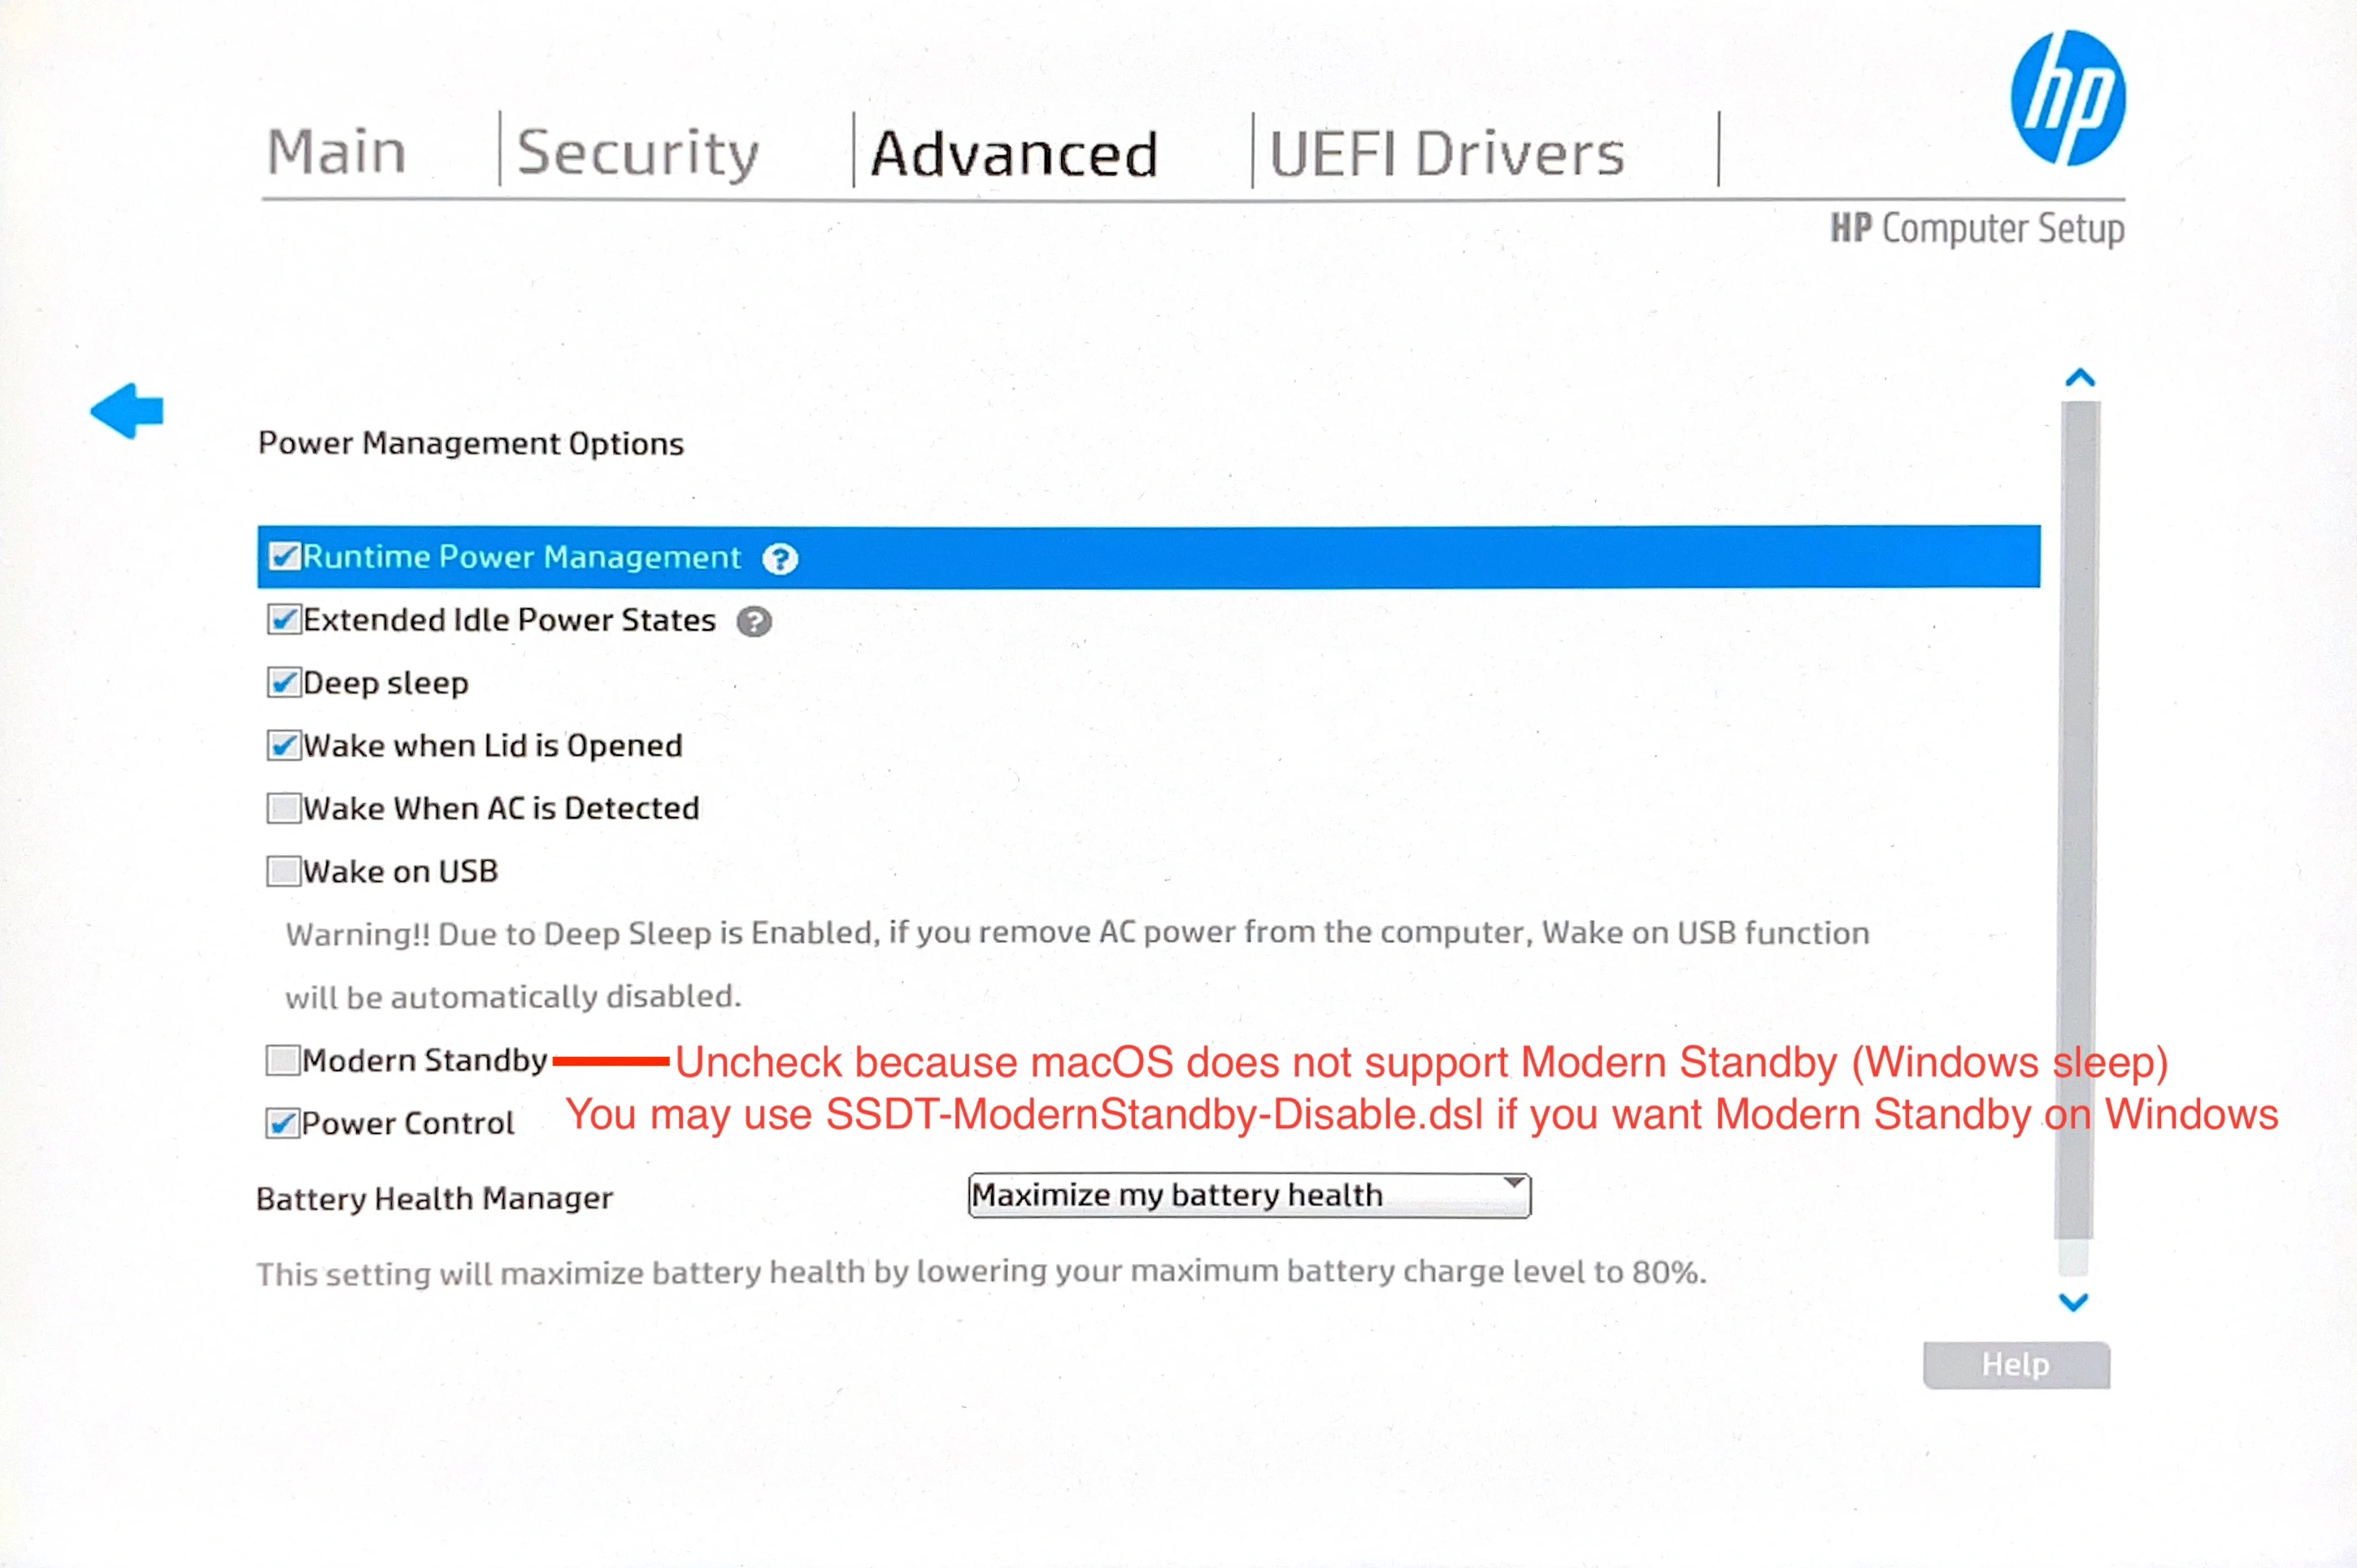 hp
Main Security Advanced UEFI Drivers
HP Computer Setup
Power Management Options
Runtime Power Management ?
Extended Idle Power States ?
Deep sleep
Wake when Lid is Opened
Wake When AC is Detected
Wake on USB
Warning!! Due to Deep Sleep is Enabled, if you remove AC power from the computer, Wake on USB function
will be automatically disabled.
Modern Standby Uncheck because macOS does not support Modern Standby (Windows sleep)
Power Control You may use SSDT-ModernStandby-Disable.dsl if you want Modern Standby on Windows
Battery Health Manager Maximize my battery health
This setting will maximize battery health by lowering your maximum battery charge level to 80%.
Help